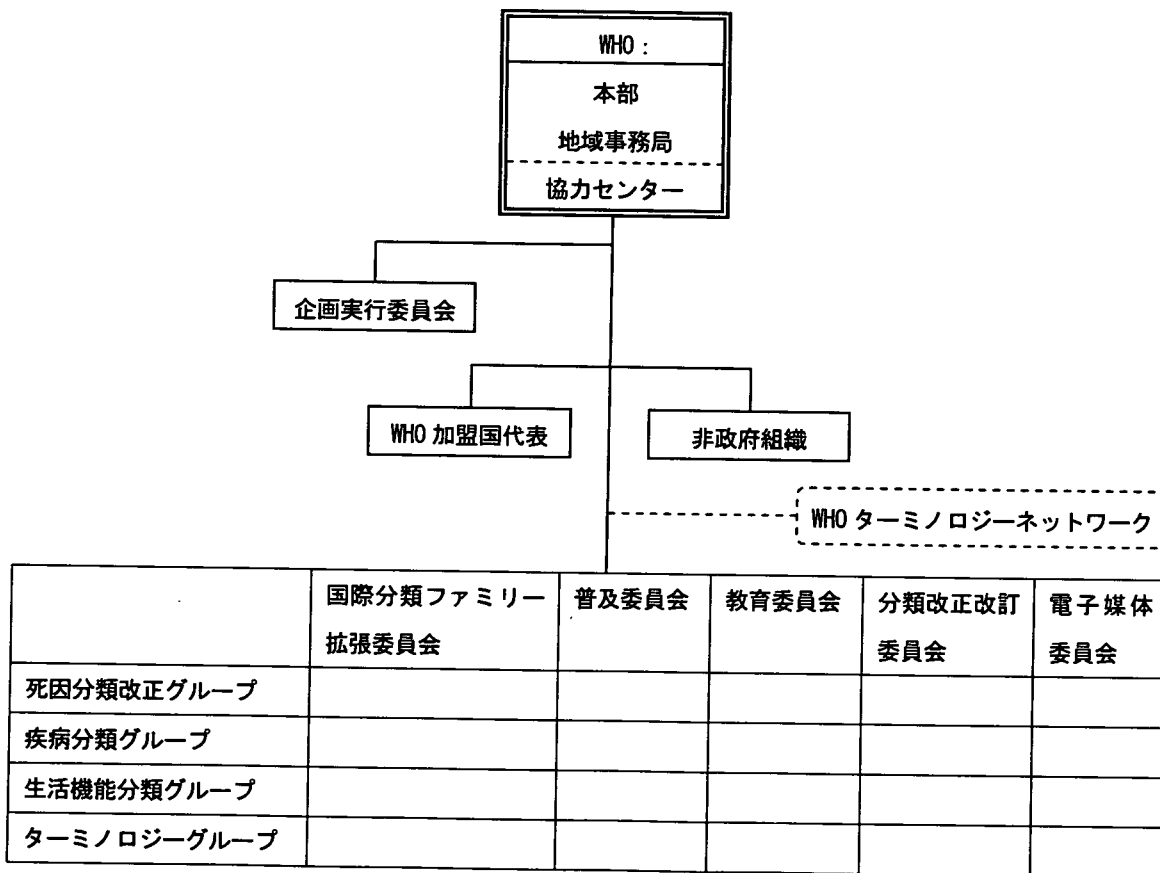 WHO：
本部
地域事務局
協力センター
企画実行委員会
WHO 加盟国代表
非政府組織
WHO ターミノロジーネットワーク
国際分類ファミリー
拡張委員会
普及委員会
教育委員会
分類改正改訂
委員会
電子媒体
委員会
死因分類改正グループ
疾病分類グループ
生活機能分類グループ
ターミノロジーグループ